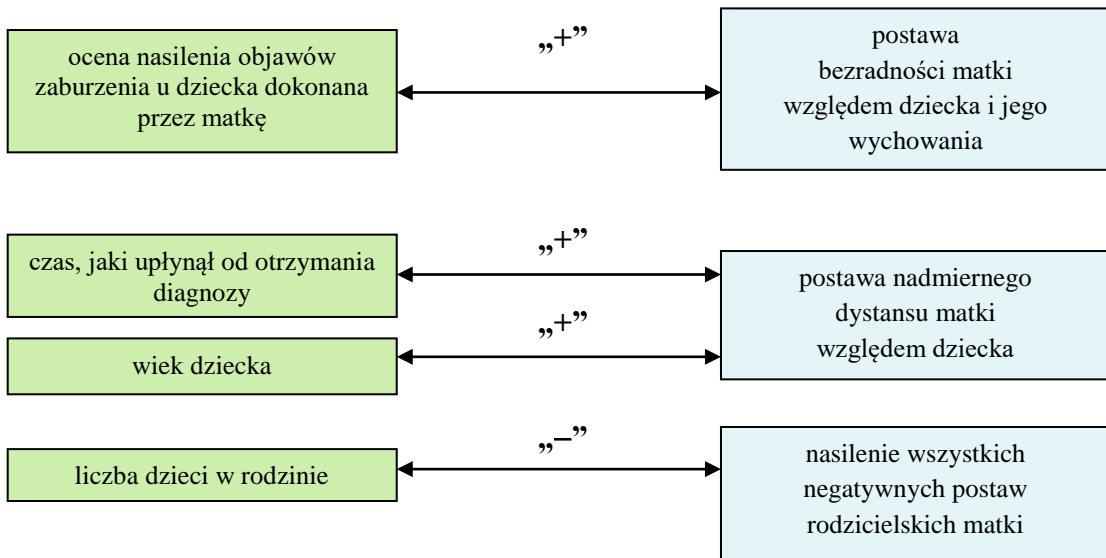 ocena nasilenia objawów
zaburzenia u dziecka dokonana
przez matkę
„+”
postawa
bezradności matki
względem dziecka i jego
wychowania
czas, jaki upłynął od otrzymania
diagnozy
„+”
wiek dziecka
„+”
postawa nadmiernego
dystansu matki
względem dziecka
liczba dzieci w rodzinie
„–”
nasilenie wszystkich
negatywnych postaw
rodzicielskich matki